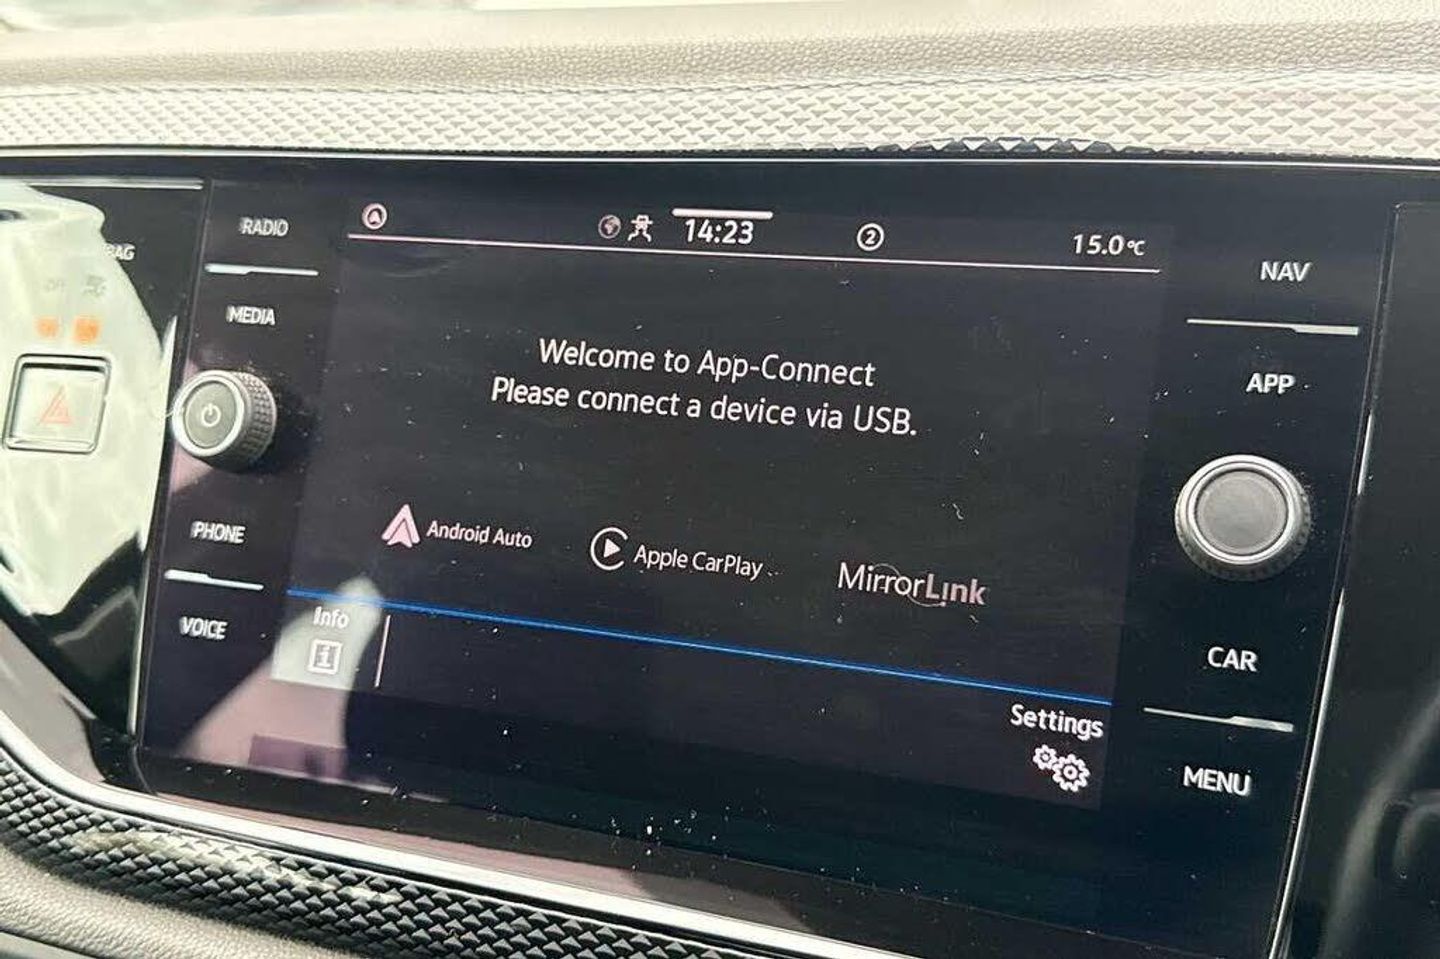 RADIO
MEDIA
PHONE
VOICE
14:23
2
15.0°C
Welcome to App-Connect
Please connect a device via USB.
Android Auto
Apple CarPlay
MirrorLink
Info
i
Settings
NAV
APP
CAR
MENU